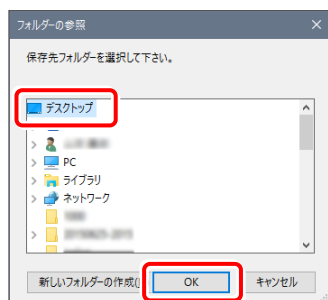 フォルダーの参照
保存先フォルダーを選択して下さい。
デスクトップ
PC
ライブラリ
ネットワーク
新しいフォルダーの作成(
OK
キャンセル